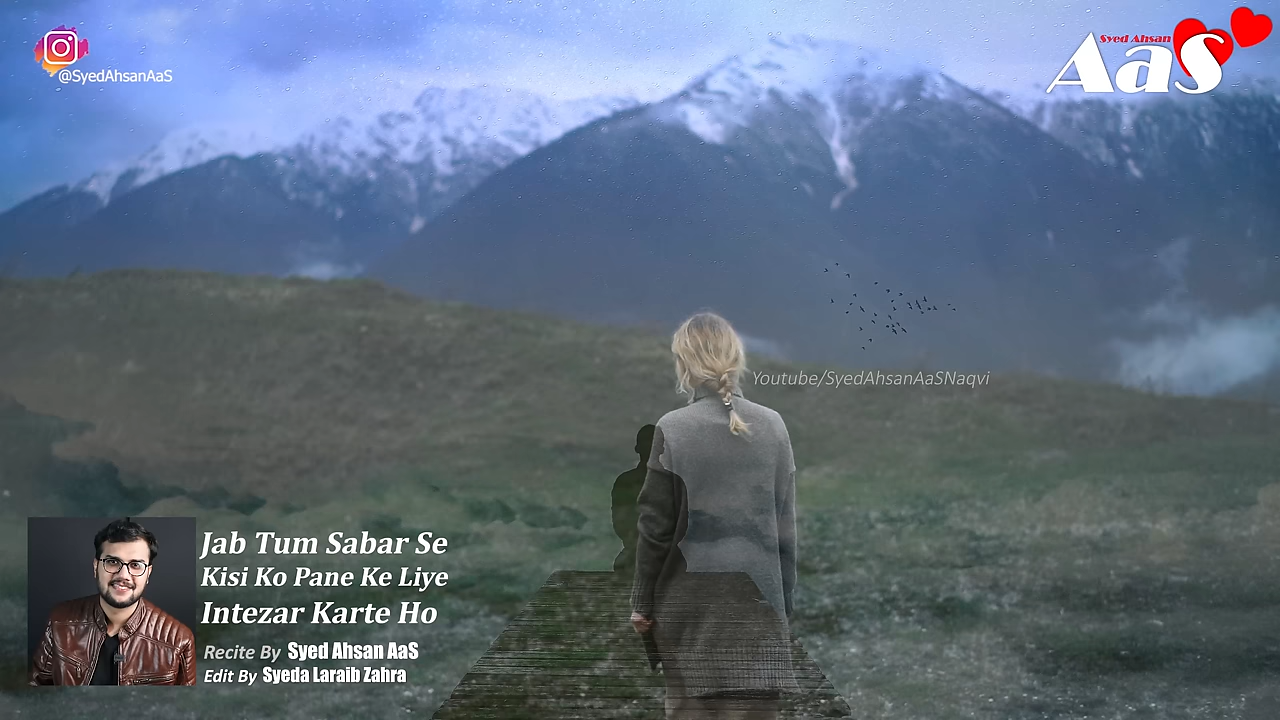 @SyedAhsanAaS
Syed Ahsan
AaS
Youtube/SyedAhsanAaSNaqvi
Jab Tum Sabar Se
Kisi Ko Pane Ke Liye
Intezar Karte Ho
Recite By Syed Ahsan AaS
Edit By Syeda Laraib Zahra